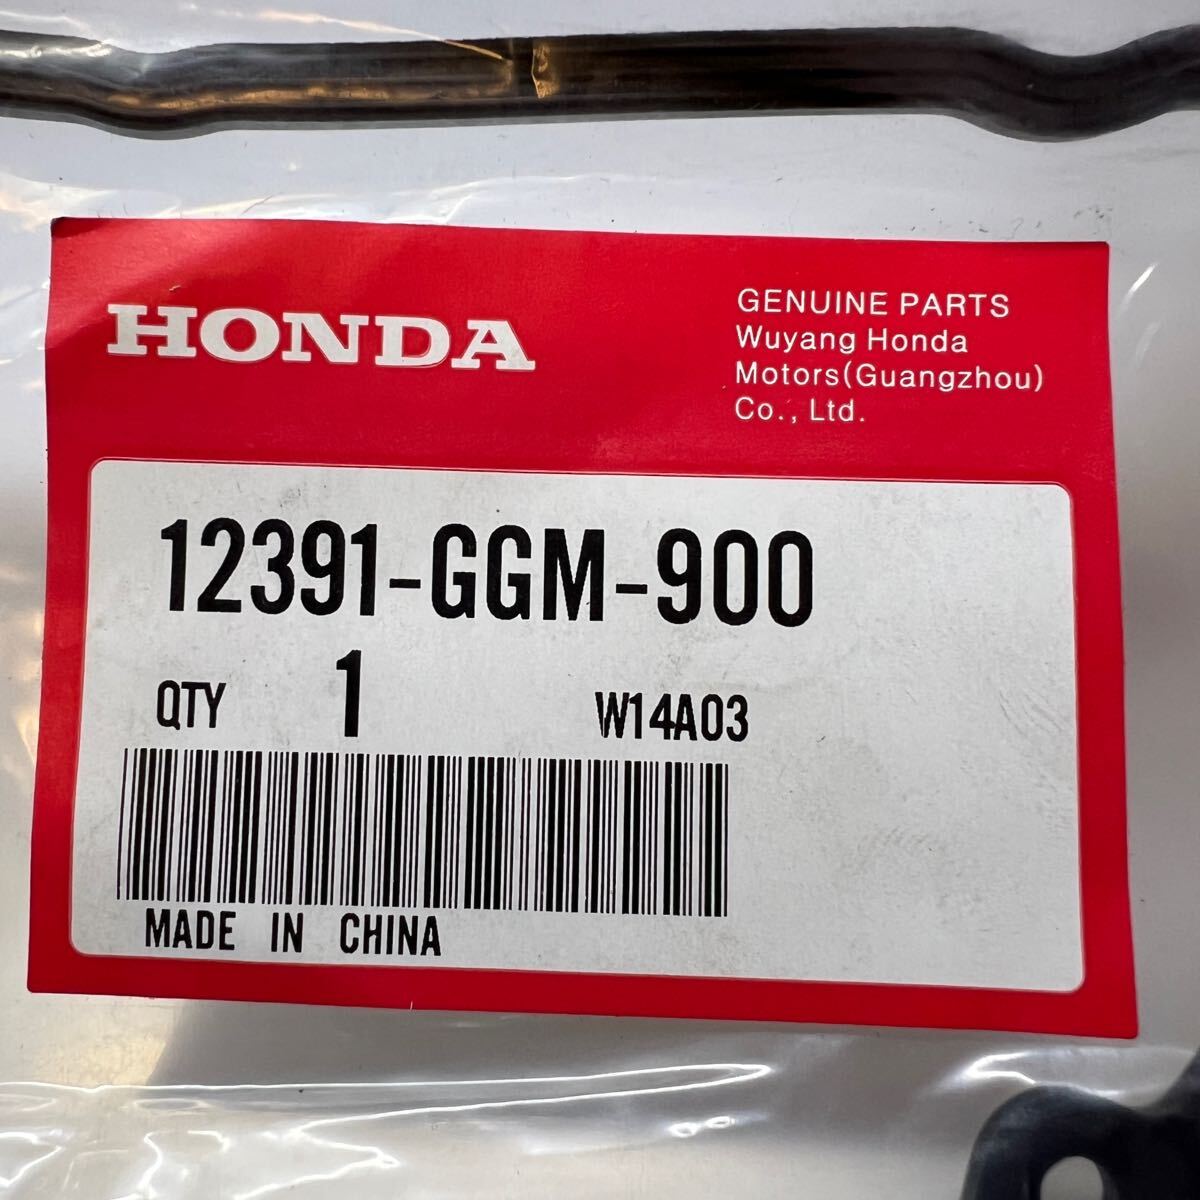 HONDA
GENUINE PARTS
Wuyang Honda
Motors(Guangzhou)
Co., Ltd.
12391-GGM-900
QTY 1 W14A03
MADE IN CHINA